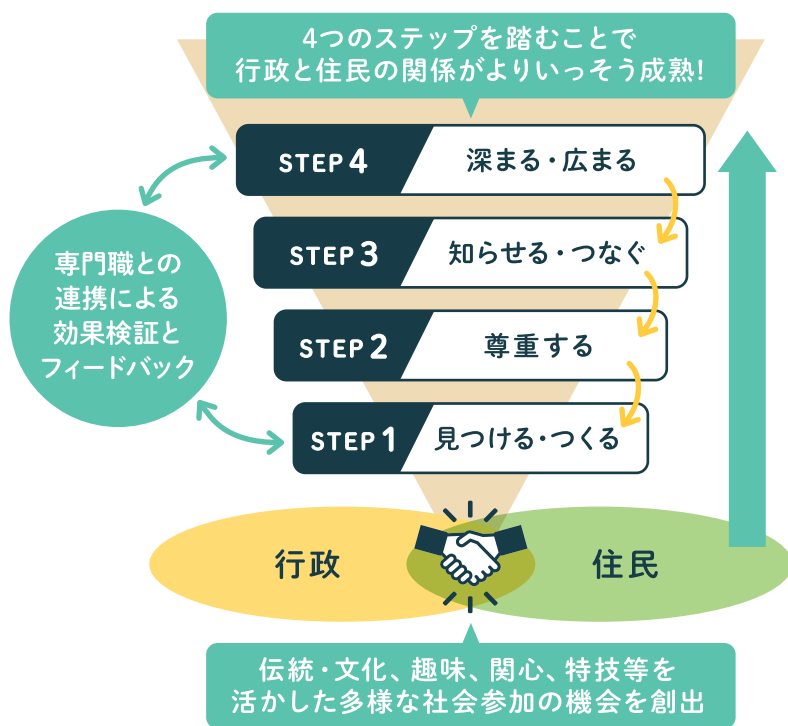 4つのステップを踏むことで
行政と住民の関係がよりいっそう成熟!
STEP 4
深まる・広まる
STEP 3
知らせる・つなぐ
専門職との
連携による
効果検証と
フィードバック
STEP 2
尊重する
STEP 1
見つける・つくる
行政
住民
伝統・文化、趣味、関心、特技等を
活かした多様な社会参加の機会を創出